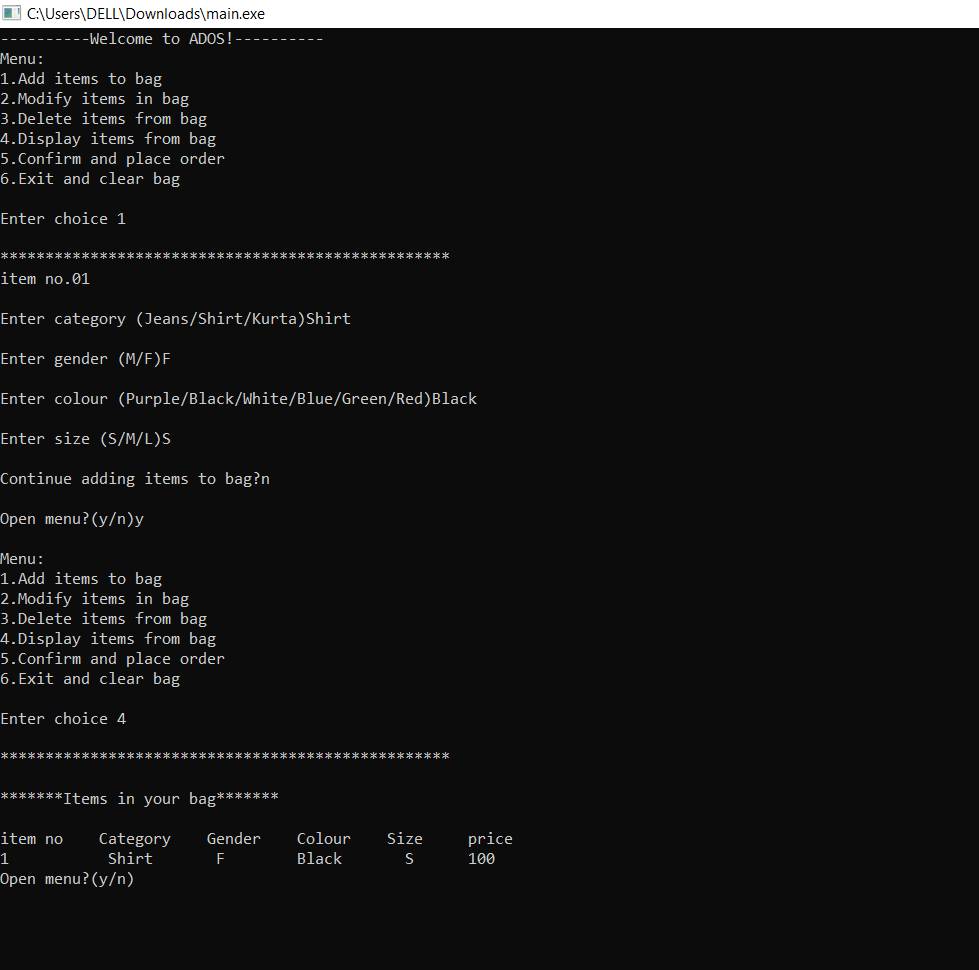 C:\Users\DELL\Downloads\main.exe
----------Welcome to ADOS!----------
Menu:
1.Add items to bag
2.Modify items in bag
3.Delete items from bag
4.Display items from bag
5.Confirm and place order
6.Exit and clear bag
Enter choice 1
**************************************************
item no.01
Enter category (Jeans/Shirt/Kurta)Shirt
Enter gender (M/F)F
Enter colour (Purple/Black/White/Blue/Green/Red)Black
Enter size (S/M/L)S
Continue adding items to bag?n
Open menu?(y/n)y
Menu:
1.Add items to bag
2.Modify items in bag
3.Delete items from bag
4.Display items from bag
5.Confirm and place order
6.Exit and clear bag
Enter choice 4
**************************************************
*******Items in your bag*******
item no    Category    Gender    Colour    Size     price
1           Shirt       F        Black       S      100
Open menu?(y/n)